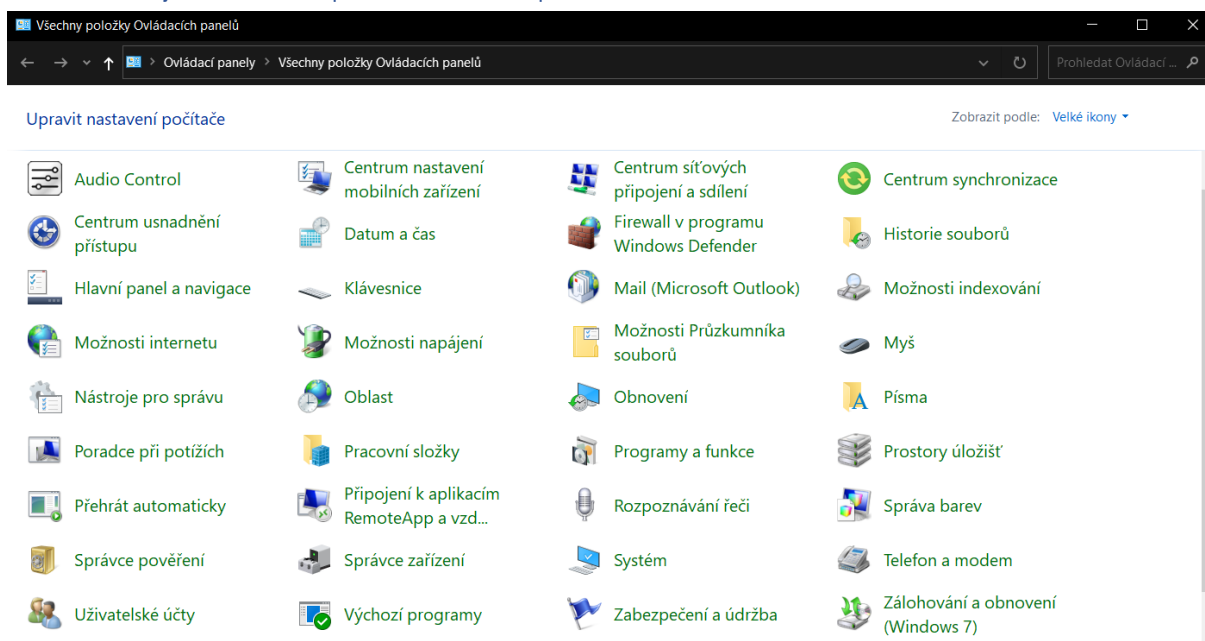 Všechny položky Ovládacích panelů
Ovládací panely > Všechny položky Ovládacích panelů
Prohledat Ovládací ...
Upravit nastavení počítače
Zobrazit podle: Velké ikony
Audio Control
Centrum nastavení
mobilních zařízení
Centrum síťových
připojení a sdílení
Centrum synchronizace
Centrum usnadnění
přístupu
Datum a čas
Firewall v programu
Windows Defender
Historie souborů
Hlavní panel a navigace
Klávesnice
Mail (Microsoft Outlook)
Možnosti indexování
Možnosti internetu
Možnosti napájení
Možnosti Průzkumníka
souborů
Myš
Nástroje pro správu
Oblast
Obnovení
Písma
Poradce při potížích
Pracovní složky
Programy a funkce
Prostory úložišť
Přehrát automaticky
Připojení k aplikacím
RemoteApp a vzd...
Rozpoznávání řeči
Správa barev
Správce pověření
Správce zařízení
Systém
Telefon a modem
Uživatelské účty
Výchozí programy
Zabezpečení a údržba
Zálohování a obnovení
(Windows 7)